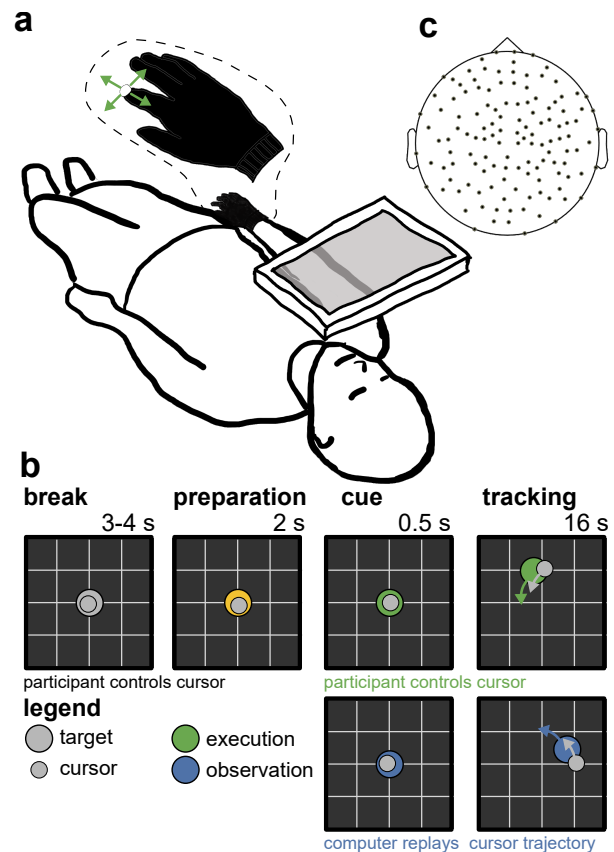 a
c
b
break
preparation
cue
tracking
3-4 s
2 s
0.5 s
16 s
participant controls cursor
participant controls cursor
legend
target
execution
cursor
observation
computer replays
cursor trajectory